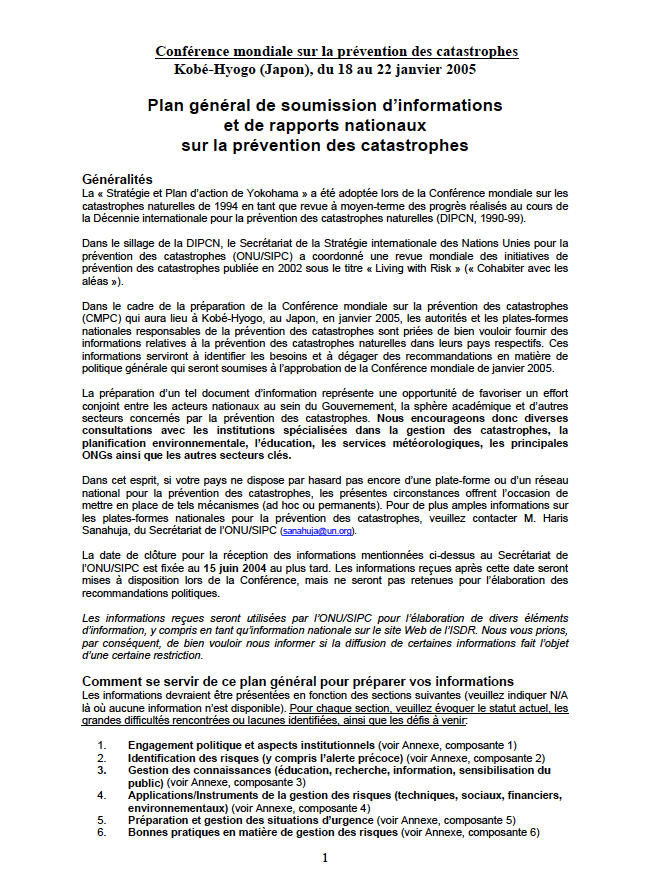 Conférence mondiale sur la prévention des catastrophes
Kobé-Hyogo (Japon), du 18 au 22 janvier 2005
Plan général de soumission d'informations
et de rapports nationaux
sur la prévention des catastrophes
Généralités
La « Stratégie et Plan d'action de Yokohama » a été adoptée lors de la Conférence mondiale sur les
catastrophes naturelles de 1994 en tant que revue à moyen-terme des progrès réalisés au cours de
la Décennie internationale pour la prévention des catastrophes naturelles (DIPCN, 1990-99).
Dans le sillage de la DIPCN, le Secrétariat de la Stratégie internationale des Nations Unies pour la
prévention des catastrophes (ONU/SIPC) a coordonné une revue mondiale des initiatives de
prévention des catastrophes publiée en 2002 sous le titre « Living with Risk » (« Cohabiter avec les
aléas »).
Dans le cadre de la préparation de la Conférence mondiale sur la prévention des catastrophes
(CMPC) qui aura lieu à Kobé-Hyogo, au Japon, en janvier 2005, les autorités et les plates-formes
nationales responsables de la prévention des catastrophes sont priées de bien vouloir fournir des
informations relatives à la prévention des catastrophes naturelles dans leurs pays respectifs. Ces
informations serviront à identifier les besoins et à dégager des recommandations en matière de
politique générale qui seront soumises à l'approbation de la Conférence mondiale de janvier 2005.
La préparation d'un tel document d'information représente une opportunité de favoriser un effort
conjoint entre les acteurs nationaux au sein du Gouvernement, la sphère académique et d'autres
secteurs concernés par la prévention des catastrophes. Nous encourageons donc diverses
consultations avec les institutions spécialisées dans la gestion des catastrophes, la
planification environnementale, l'éducation, les services météorologiques, les principales
ONGs ainsi que les autres secteurs clés.
Dans cet esprit, si votre pays ne dispose par hasard pas encore d'une plate-forme ou d'un réseau
national pour la prévention des catastrophes, les présentes circonstances offrent l'occasion de
mettre en place de tels mécanismes (ad hoc ou permanents). Pour de plus amples informations sur
les plates-formes nationales pour la prévention des catastrophes, veuillez contacter M. Haris
Sanahuja, du Secrétariat de l'ONU/SIPC (sanahuja@un.org).
La date de clôture pour la réception des informations mentionnées ci-dessus au Secrétariat de
l'ONU/SIPC est fixée au 15 juin 2004 au plus tard. Les informations reçues après cette date seront
mises à disposition lors de la Conférence, mais ne seront pas retenues pour l'élaboration des
recommandations politiques.
Les informations reçues seront utilisées par l'ONU/SIPC pour l'élaboration de divers éléments
d'information, y compris en tant qu'information nationale sur le site Web de l'ISDR. Nous vous prions,
par conséquent, de bien vouloir nous informer si la diffusion de certaines informations fait l'objet
d'une certaine restriction.
Comment se servir de ce plan général pour préparer vos informations
Les informations devraient être présentées en fonction des sections suivantes (veuillez indiquer N/A
là où aucune information n'est disponible). Pour chaque section, veuillez évoquer le statut actuel, les
grandes difficultés rencontrées ou lacunes identifiées, ainsi que les défis à venir:
1. Engagement politique et aspects institutionnels (voir Annexe, composante 1)
2. Identification des risques (y compris l'alerte précoce) (voir Annexe, composante 2)
3. Gestion des connaissances (éducation, recherche, information, sensibilisation du
public) (voir Annexe, composante 3)
4. Applications/Instruments de la gestion des risques (techniques, sociaux, financiers,
environnementaux) (voir Annexe, composante 4)
5. Préparation et gestion des situations d'urgence (voir Annexe, composante 5)
6. Bonnes pratiques en matière de gestion des risques (voir Annexe, composante 6)
1